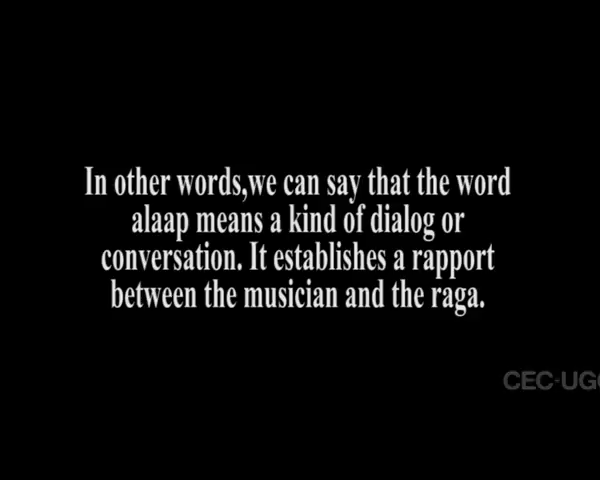 In other words,we can say that the word
alaap means a kind of dialog or
conversation. It establishes a rapport
between the musician and the raga.
CEC-UGC